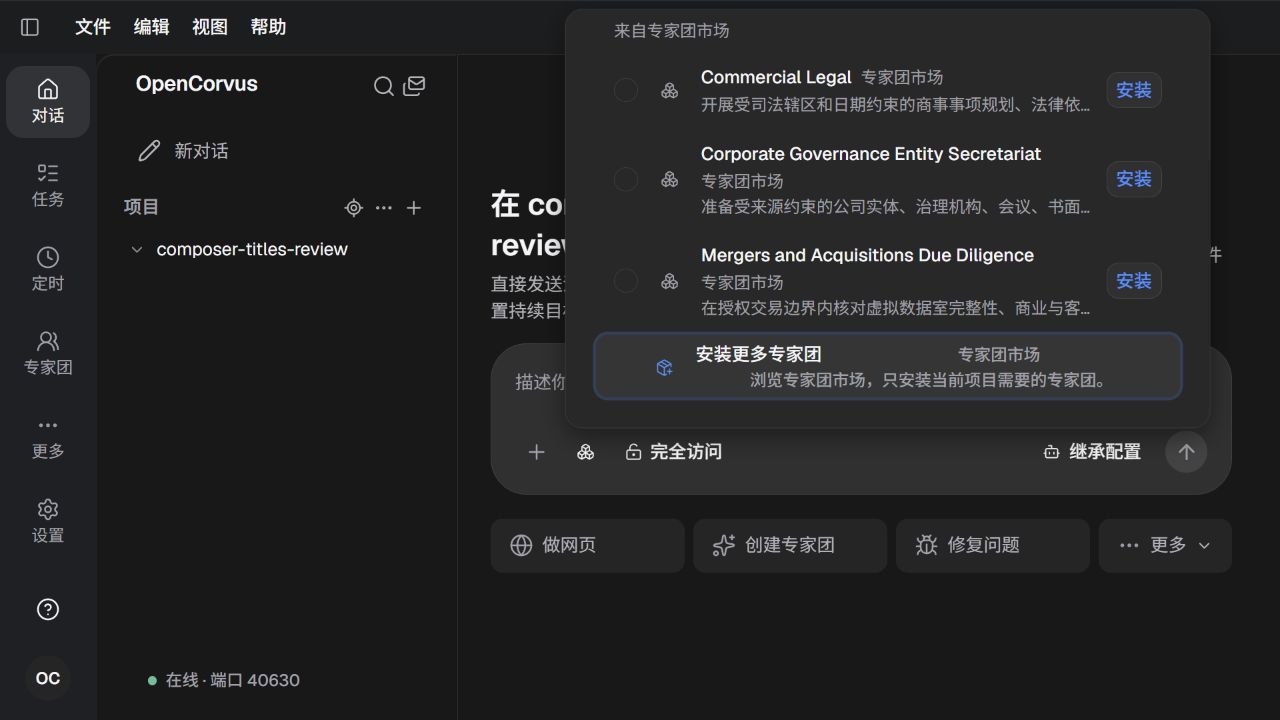 文件 编辑 视图 帮助
对话
任务
定时
专家团
更多
设置
OC
OpenCorvus
新对话
项目
composer-titles-review
在线 · 端口 40630
来自专家团市场
Commercial Legal 专家团市场
开展受司法辖区和日期约束的商事事项规划、法律依...
安装
Corporate Governance Entity Secretariat
专家团市场
准备受来源约束的公司实体、治理机构、会议、书面...
安装
Mergers and Acquisitions Due Diligence
专家团市场
在授权交易边界内核对虚拟数据室完整性、商业与客...
安装
安装更多专家团 专家团市场
浏览专家团市场，只安装当前项目需要的专家团。
在 co
review
直接发送
件
置持续目
描述你
完全访问
继承配置
做网页
创建专家团
修复问题
更多